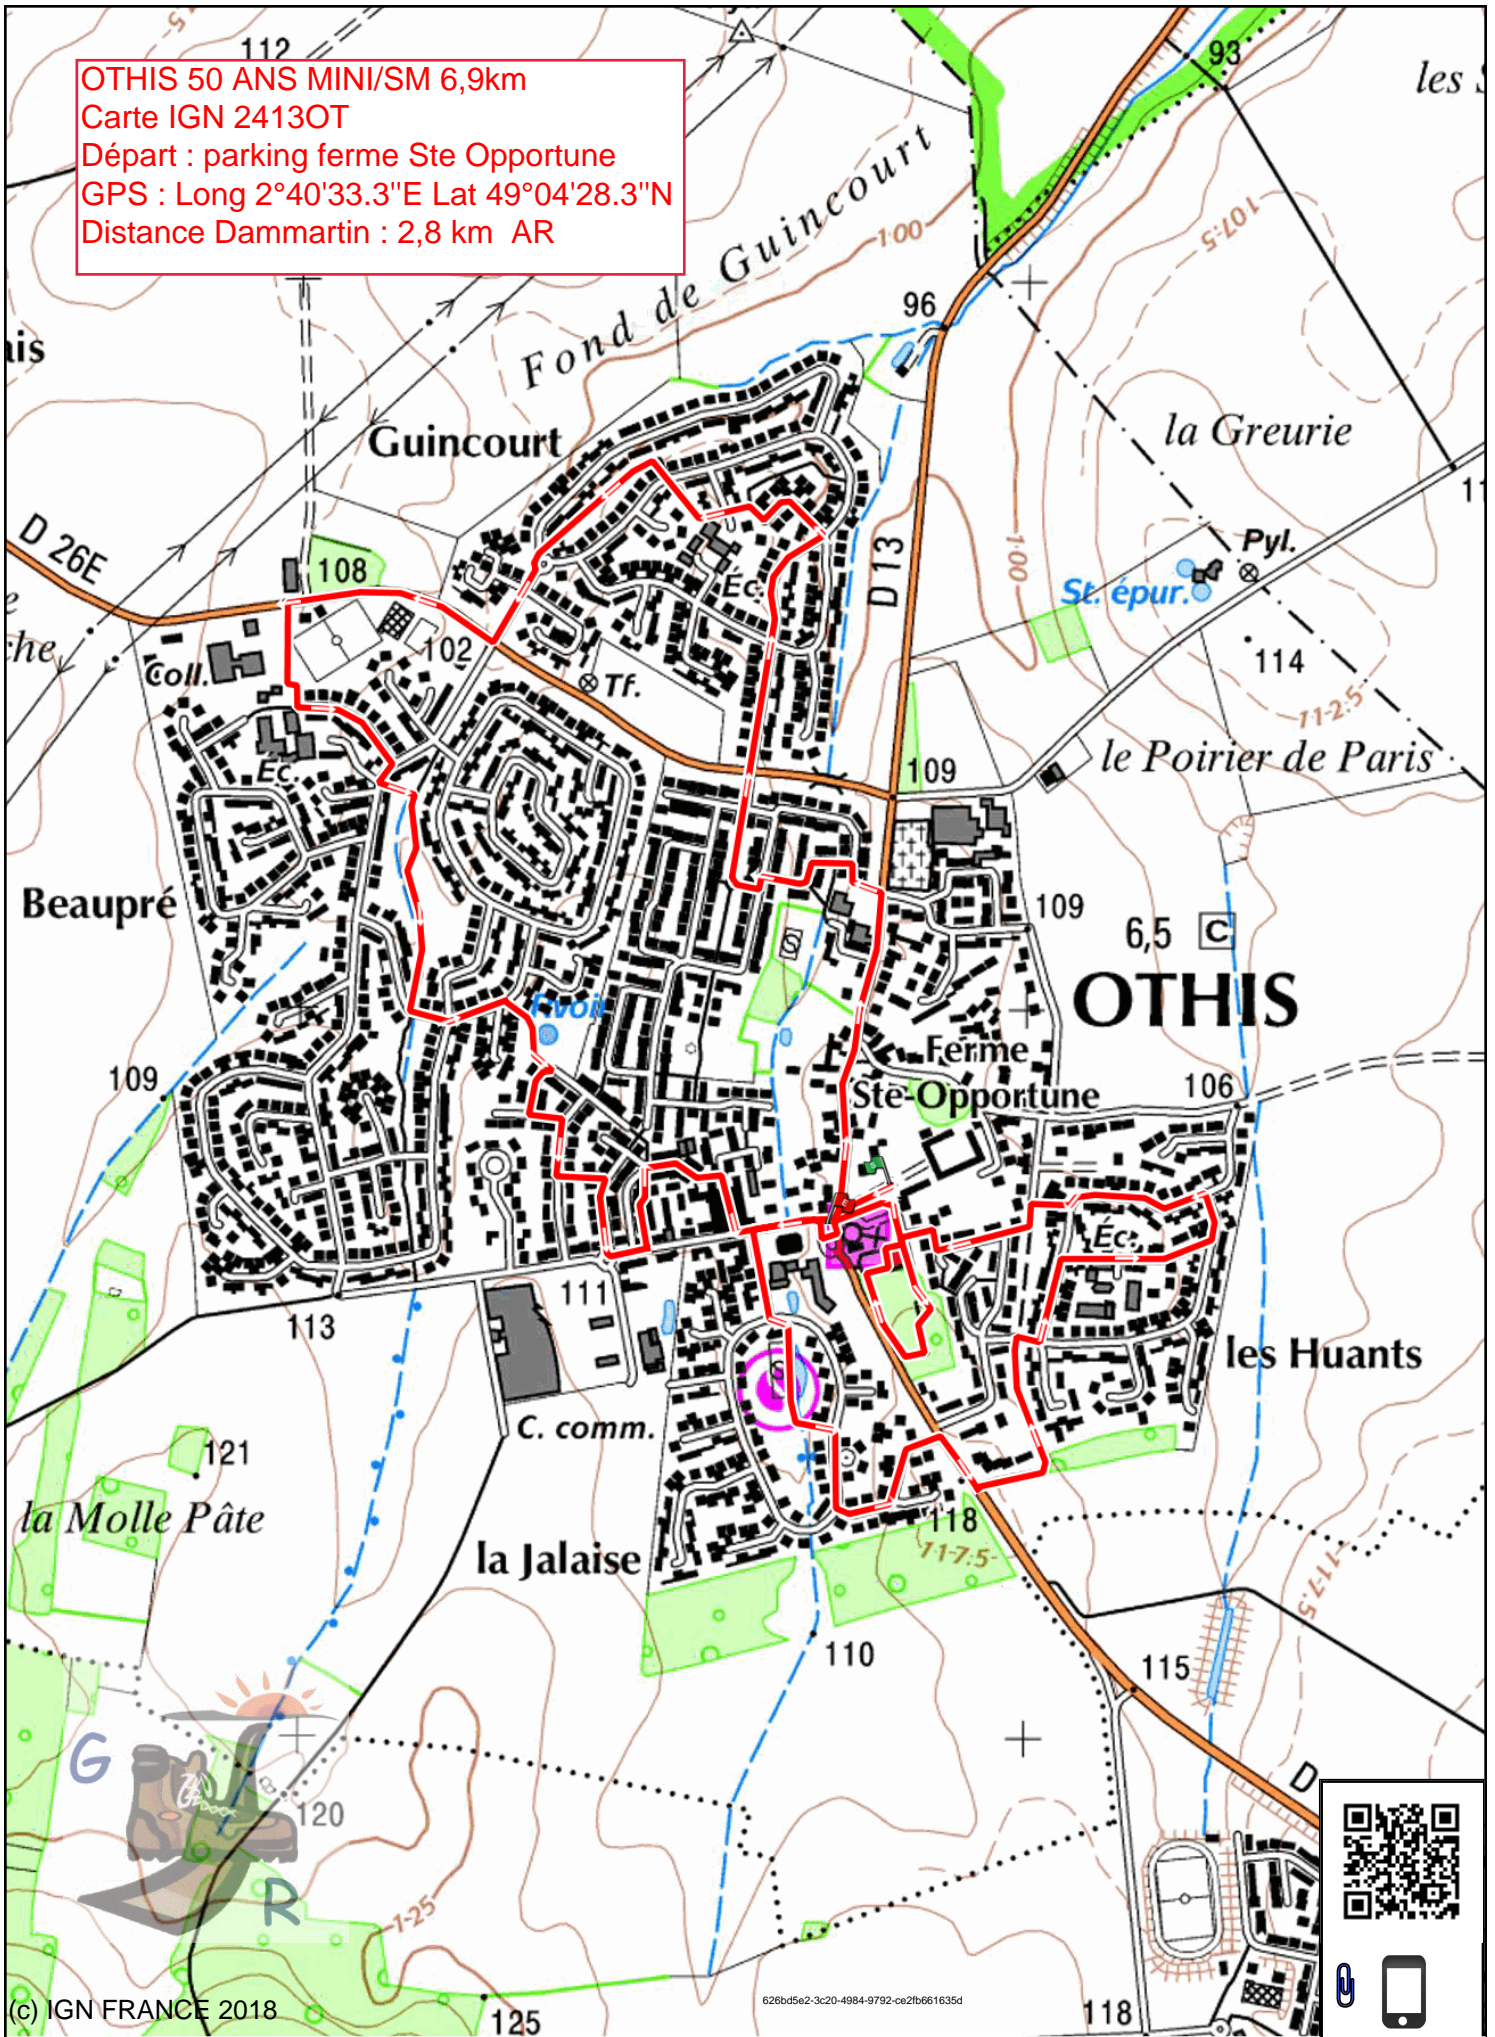 112
OTHIS 50 ANS MINI/SM 6,9km
Carte IGN 2413OT
Départ : parking ferme Ste Opportune
GPS : Long 2°40'33.3"E Lat 49°04'28.3"N
Distance Dammartin : 2,8 km  AR
93
les
Fond de Guincourt
100
107.5
96
ais
Guincourt
la Greurie
11
D 26E
D 13
100
Pyl.
St. épur.
108
Éc.
102
114
Coll.
Tf.
112.5
Éc.
109
le Poirier de Paris
Beaupré
109
6,5
C
OTHIS
Ferme
Ste-Opportune
109
106
Éc.
111
113
les Huants
C. comm.
121
la Molle Pâte
118
117.5
la Jalaise
117.5
110
115
G
D
120
R
125
(c) IGN FRANCE 2018
626bd5e2-3c20-4984-9792-ce2fb661635d
118
125